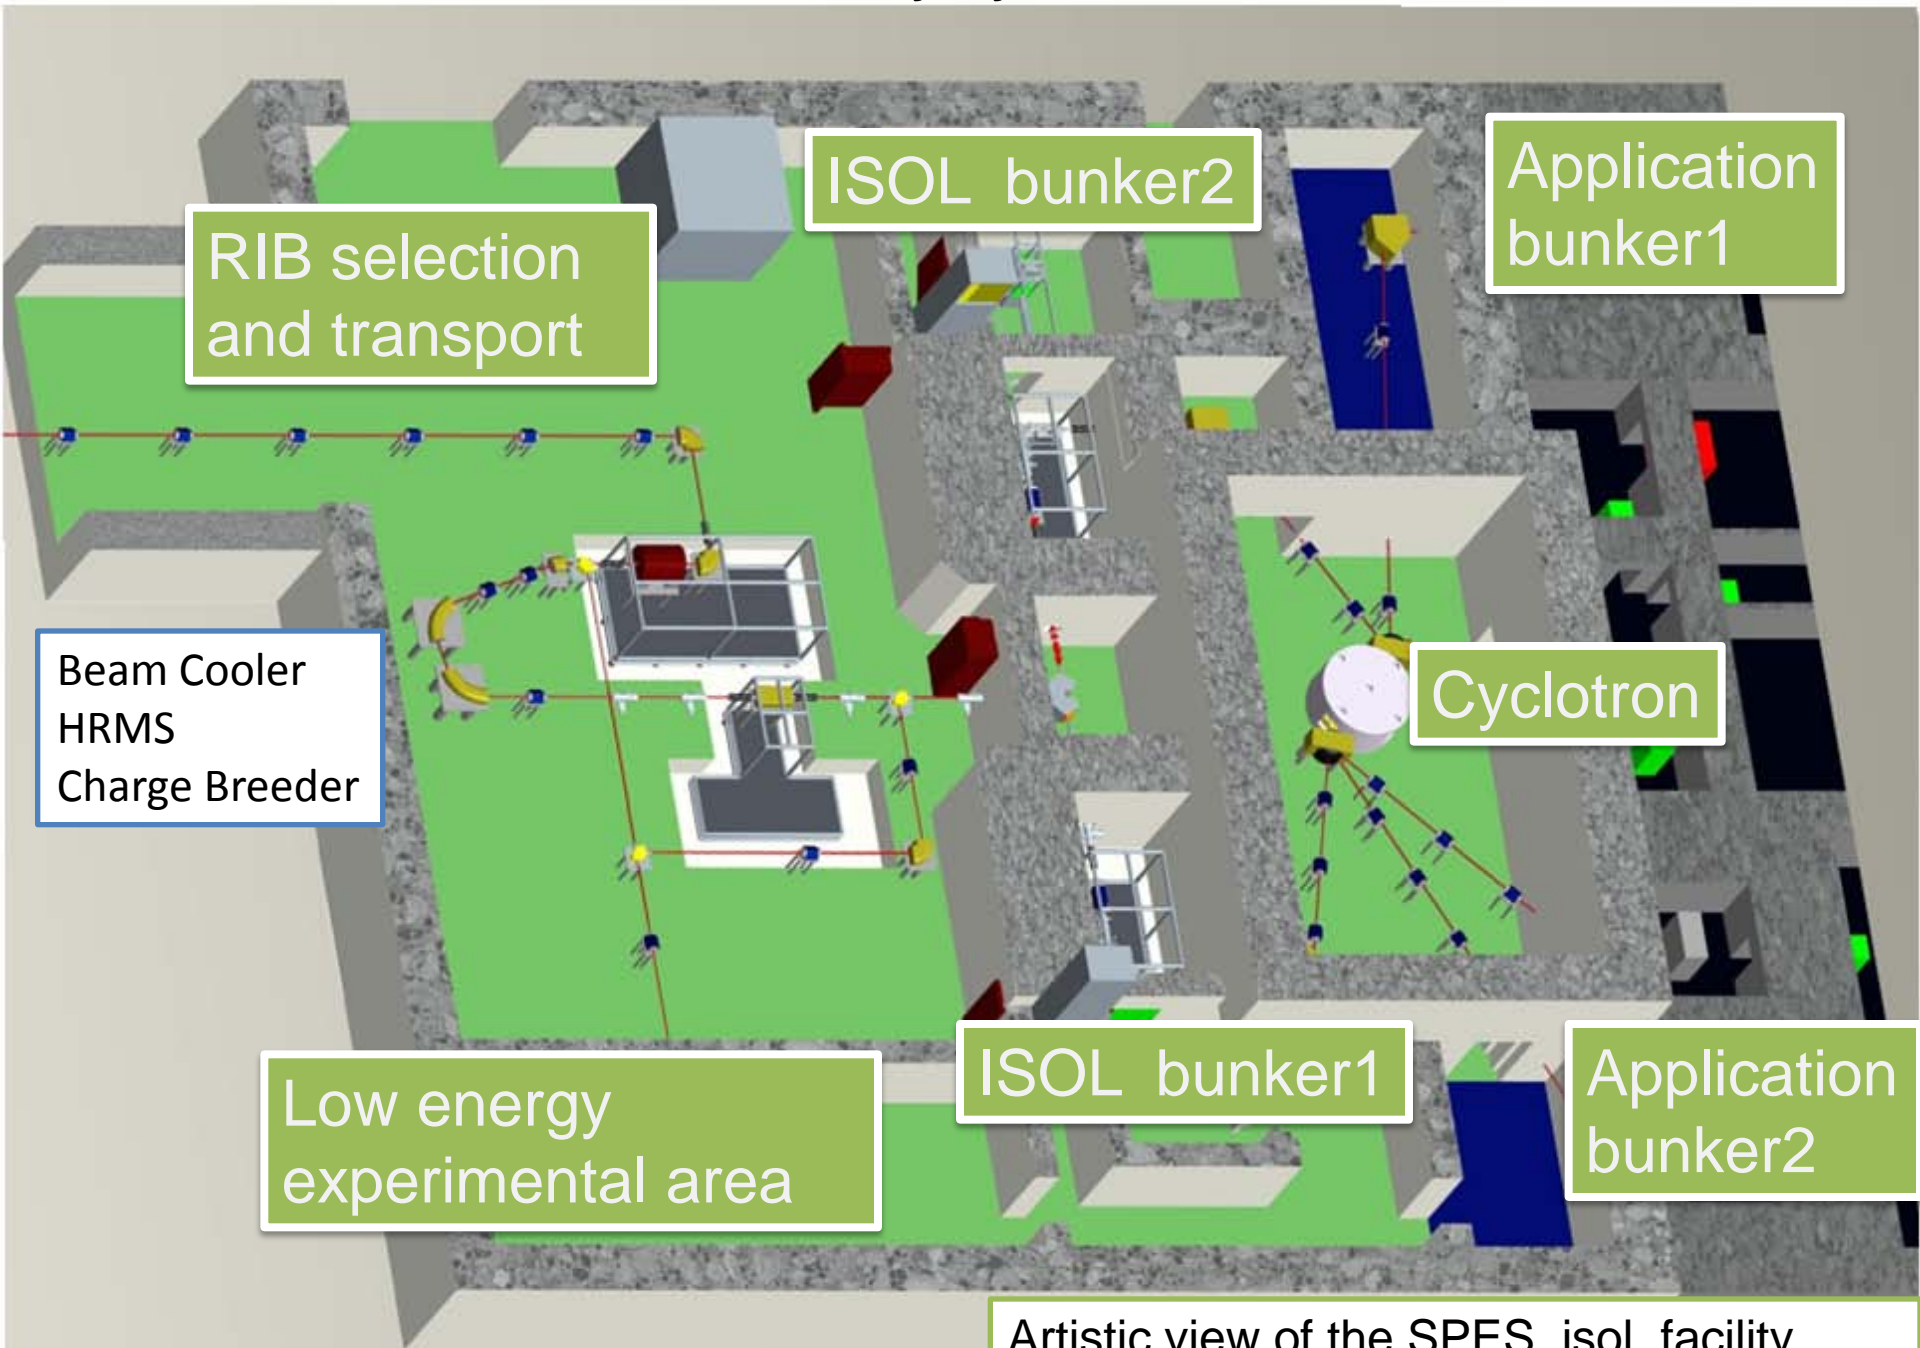 ISOL bunker2
Application
bunker1
RIB selection
and transport
Beam Cooler
HRMS
Charge Breeder
Cyclotron
ISOL bunker1
Application
bunker2
Low energy
experimental area
Artistic view of the SPES isol facility